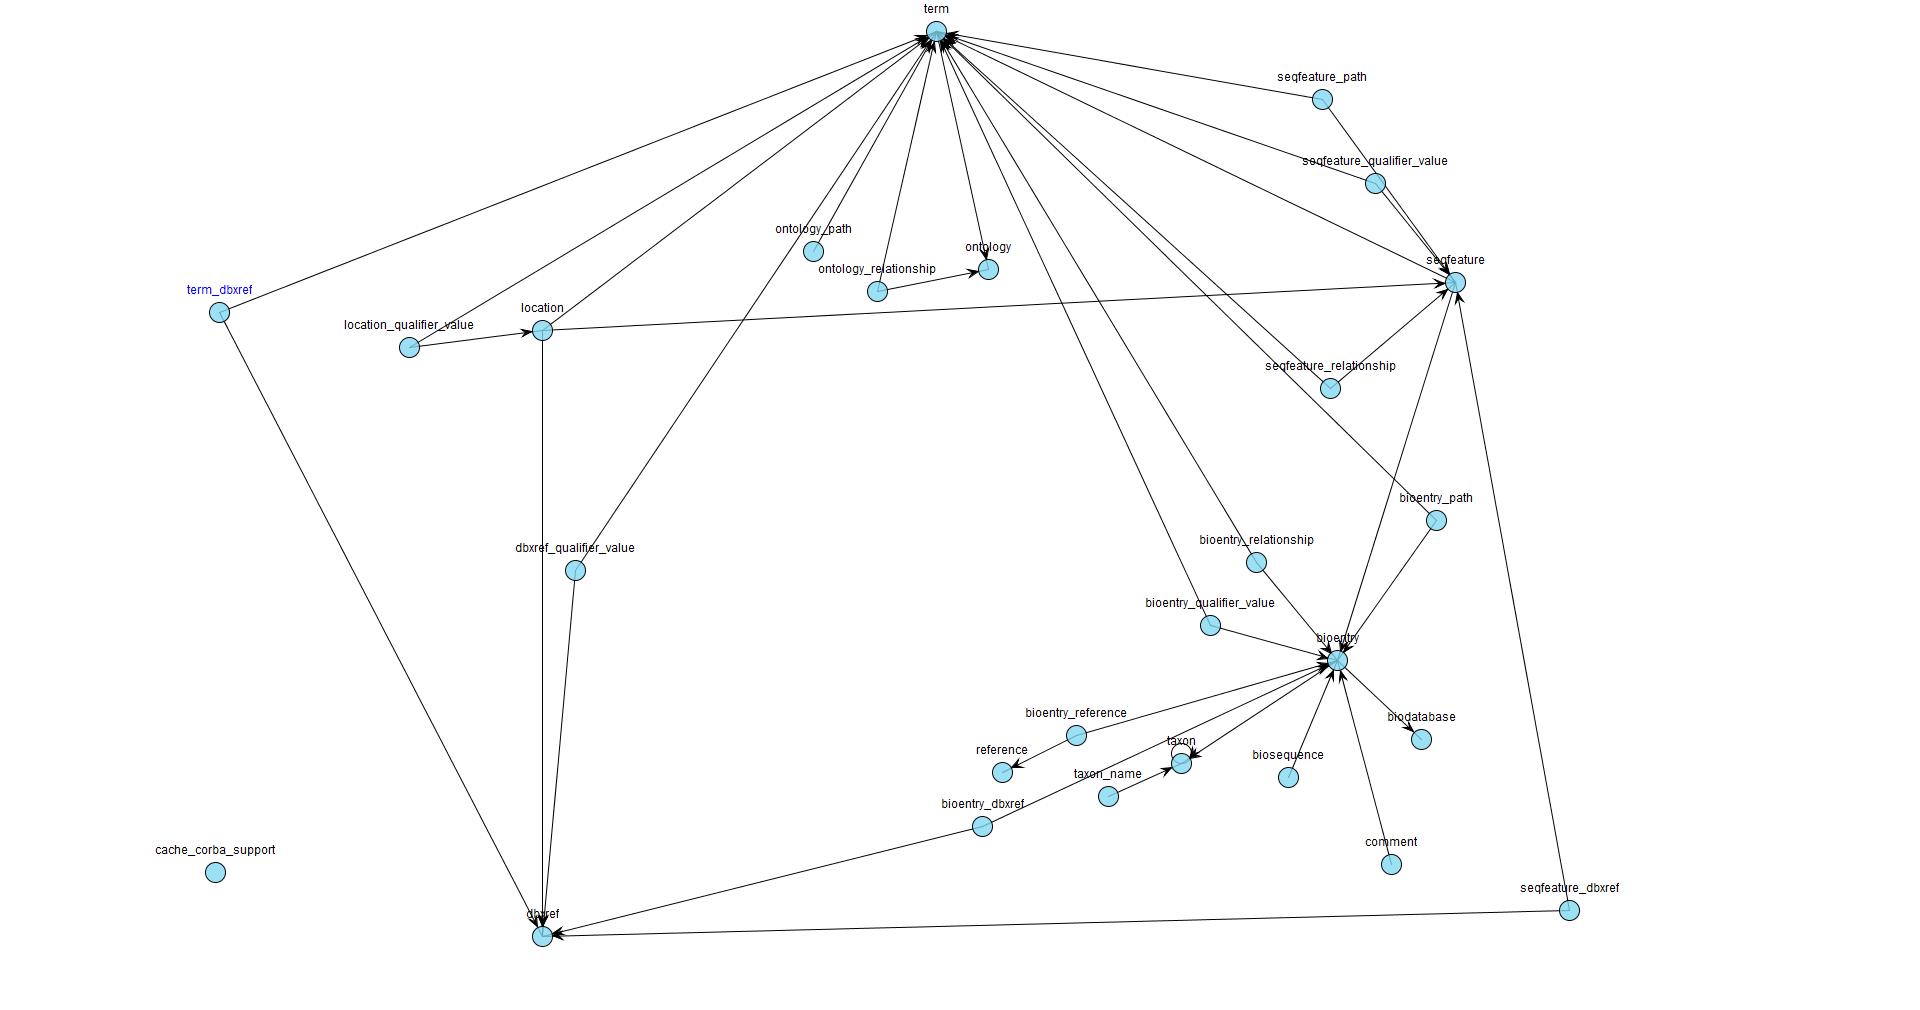 term
seqfeature_path
seqfeature_qualifier_value
ontology_path
ontology
seqfeature
ontology_relationship
term_dbxref
location
location_qualifier_value
seqfeature_relationship
bioentry_path
bioentry_relationship
dbxref_qualifier_value
bioentry_qualifier_value
bioentry
bioentry_reference
biodatabase
taxon
reference
biosequence
taxon_name
bioentry_dbxref
comment
cache_corba_support
seqfeature_dbxref
dbxref